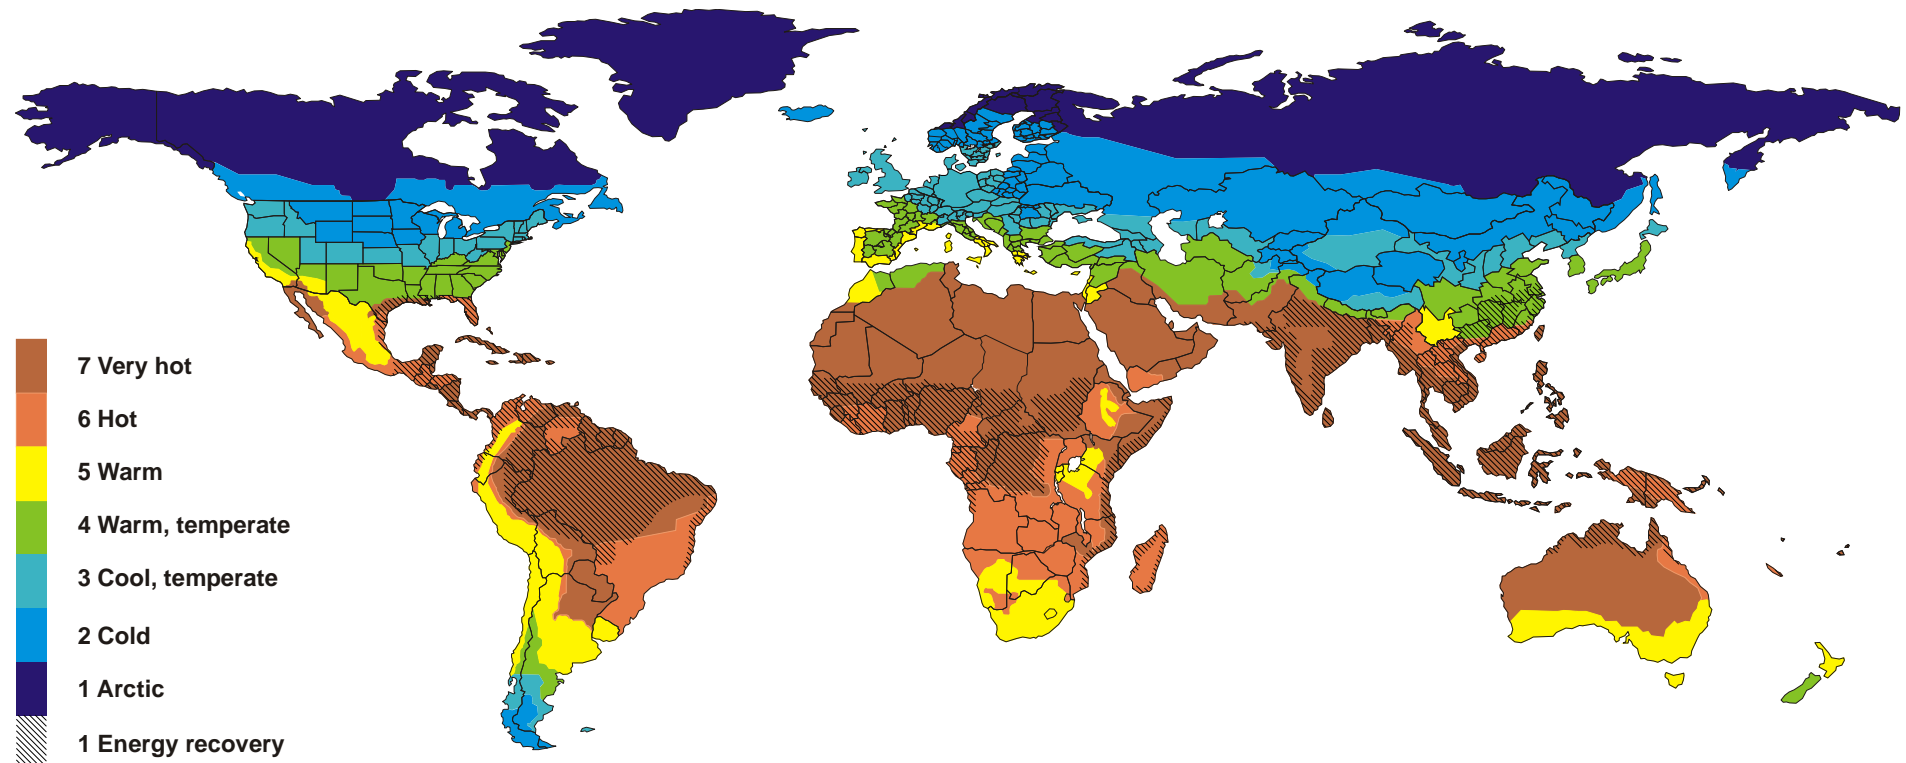 7 Very hot
6 Hot
5 Warm
4 Warm, temperate
3 Cool, temperate
2 Cold
1 Arctic
1 Energy recovery